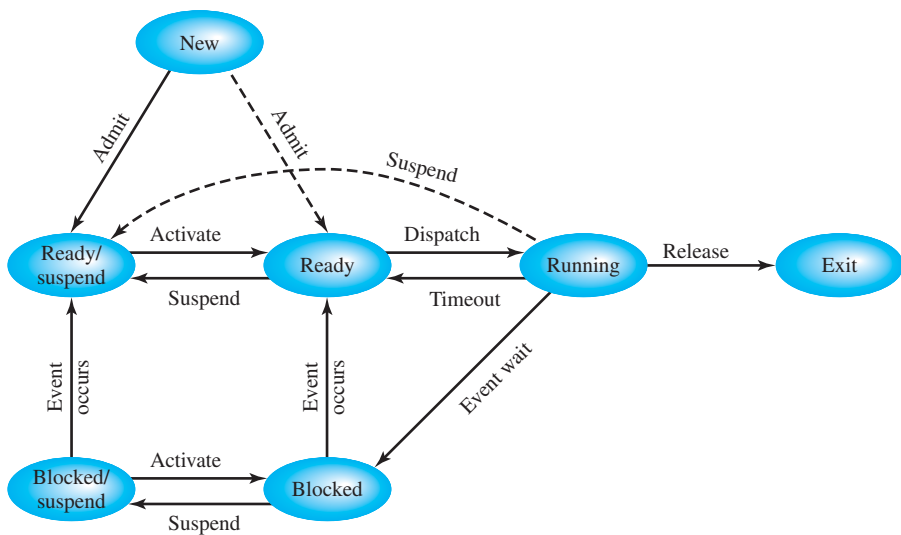 New
Admit
Admit
Suspend
Ready/
suspend
Activate
Suspend
Ready
Dispatch
Timeout
Running
Release
Exit
Event
occurs
Event
occurs
Event wait
Blocked/
suspend
Activate
Suspend
Blocked